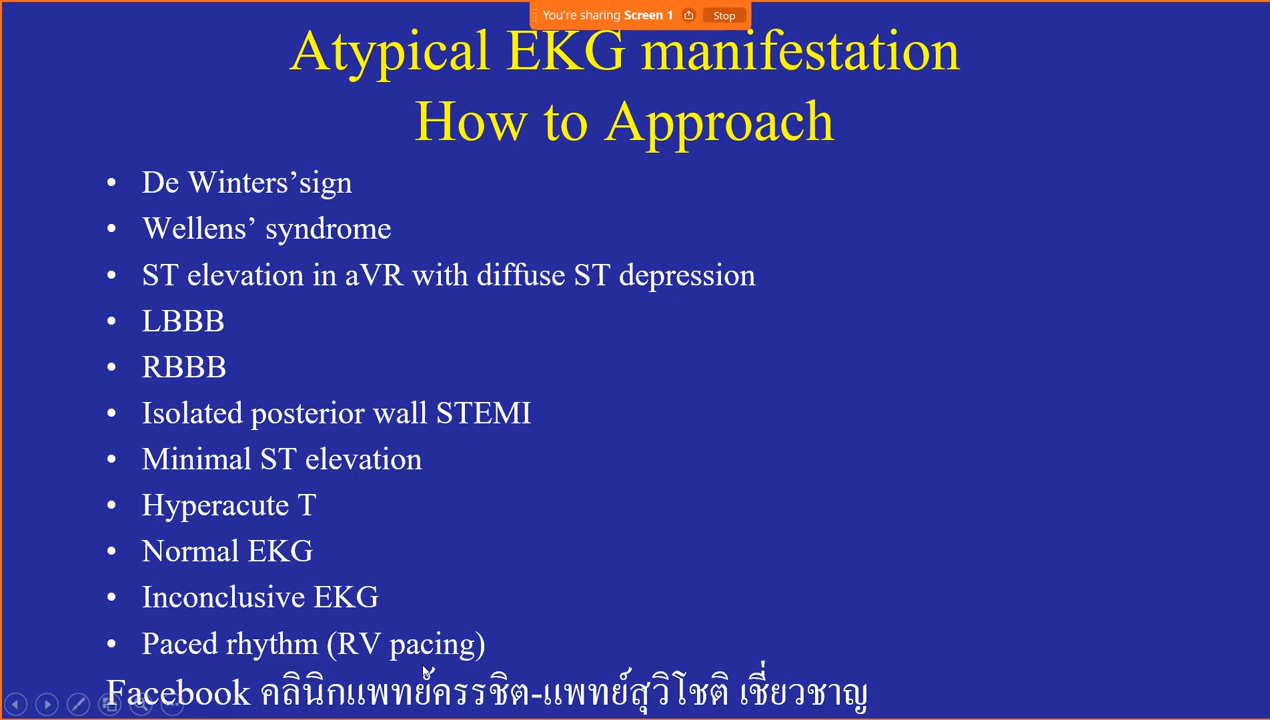 You're sharing Screen 1 Stop
Atypical EKG manifestation
How to Approach
• De Winters’sign
• Wellens’ syndrome
• ST elevation in aVR with diffuse ST depression
• LBBB
• RBBB
• Isolated posterior wall STEMI
• Minimal ST elevation
• Hyperacute T
• Normal EKG
• Inconclusive EKG
• Paced rhythm (RV pacing)
Facebook คลินิกแพทย์ครรชิต-แพทย์สุวิโชติ เชี่ยวชาญ